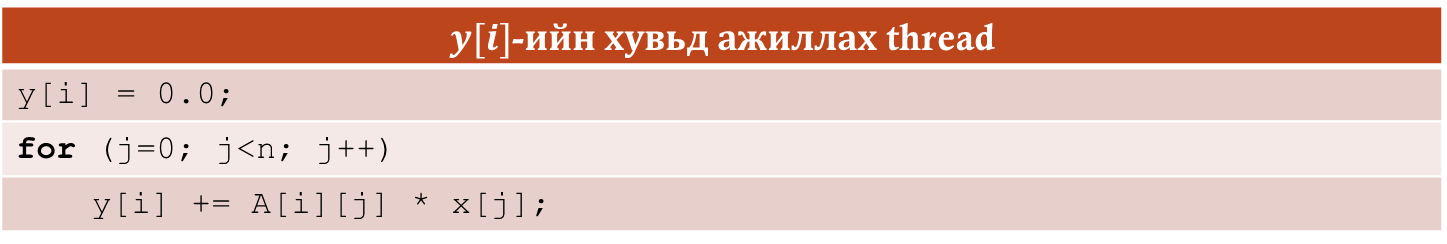 y[i]-ийн хувьд ажиллах thread
y[i] = 0.0;
for (j=0; j<n; j++)
    y[i] += A[i][j] * x[j];